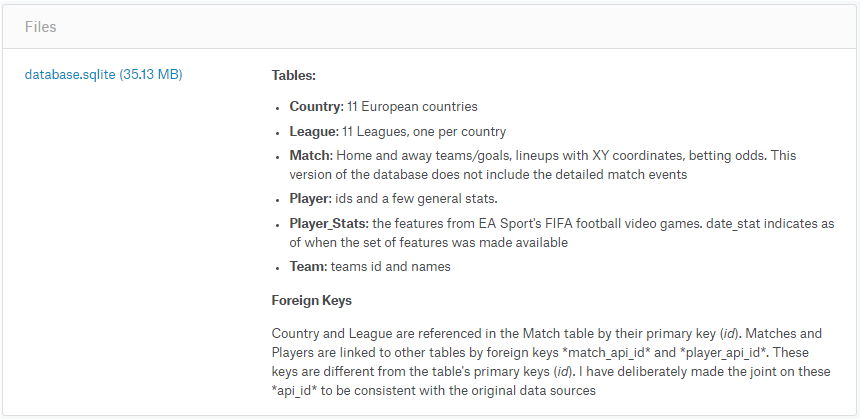 Files
database.sqlite (35.13 MB)
Tables:
• Country: 11 European countries
• League: 11 Leagues, one per country
• Match: Home and away teams/goals, lineups with XY coordinates, betting odds. This
version of the database does not include the detailed match events
• Player: ids and a few general stats.
• Player_Stats: the features from EA Sport's FIFA football video games. date_stat indicates as
of when the set of features was made available
• Team: teams id and names
Foreign Keys
Country and League are referenced in the Match table by their primary key (id). Matches and
Players are linked to other tables by foreign keys *match_api_id* and *player_api_id*. These
keys are different from the table's primary keys (id). I have deliberately made the joint on these
*api_id* to be consistent with the original data sources